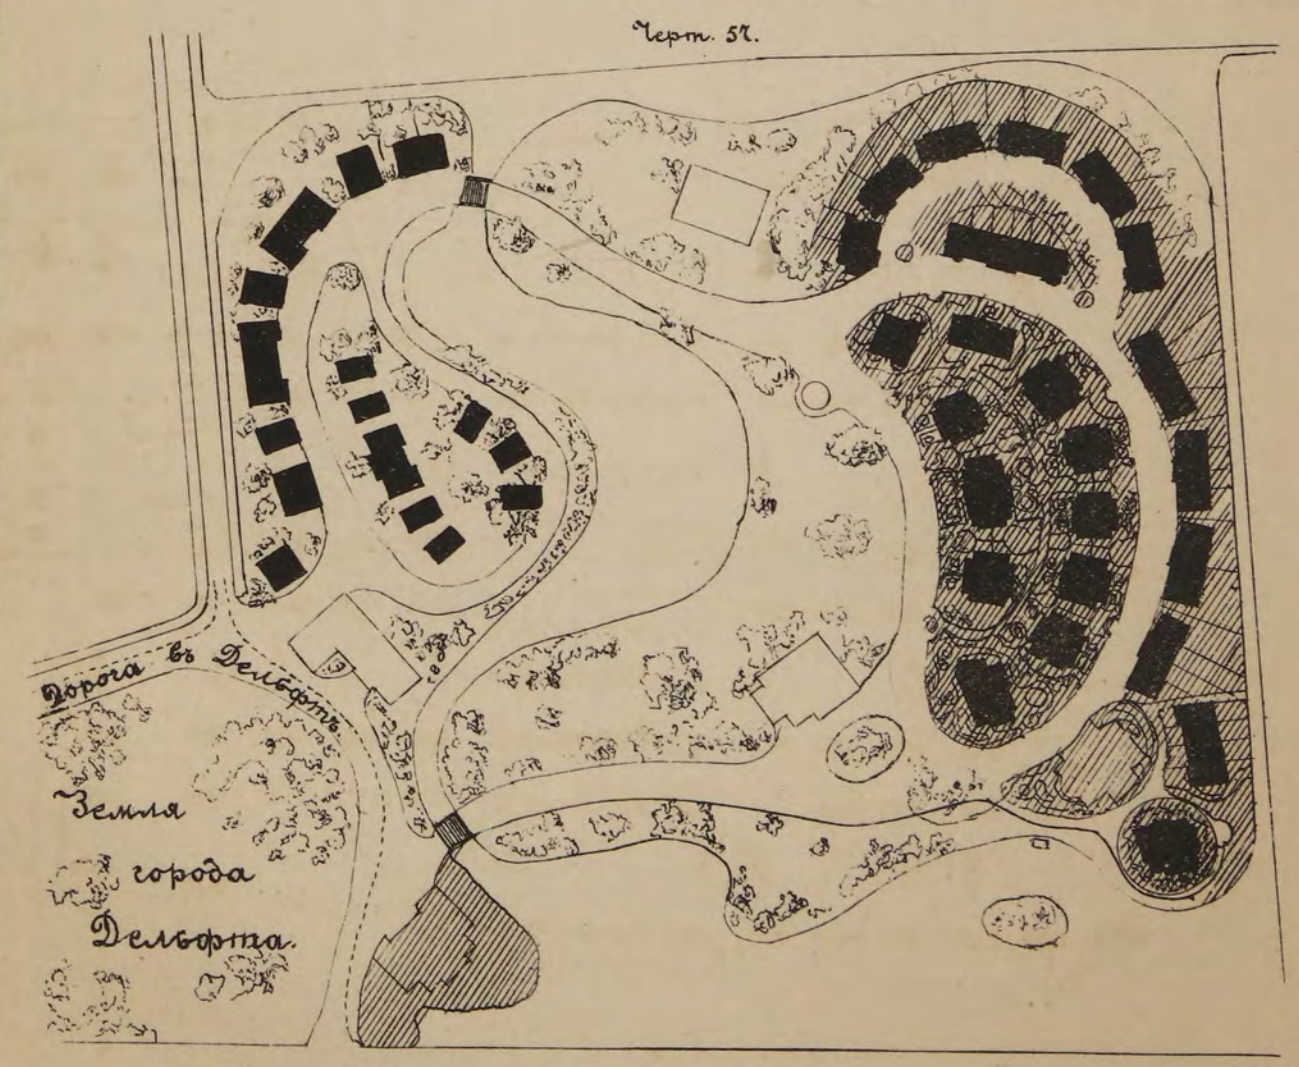 Черт. 57.
Дорога въ Дельфтъ
Земля
города
Дельфта.